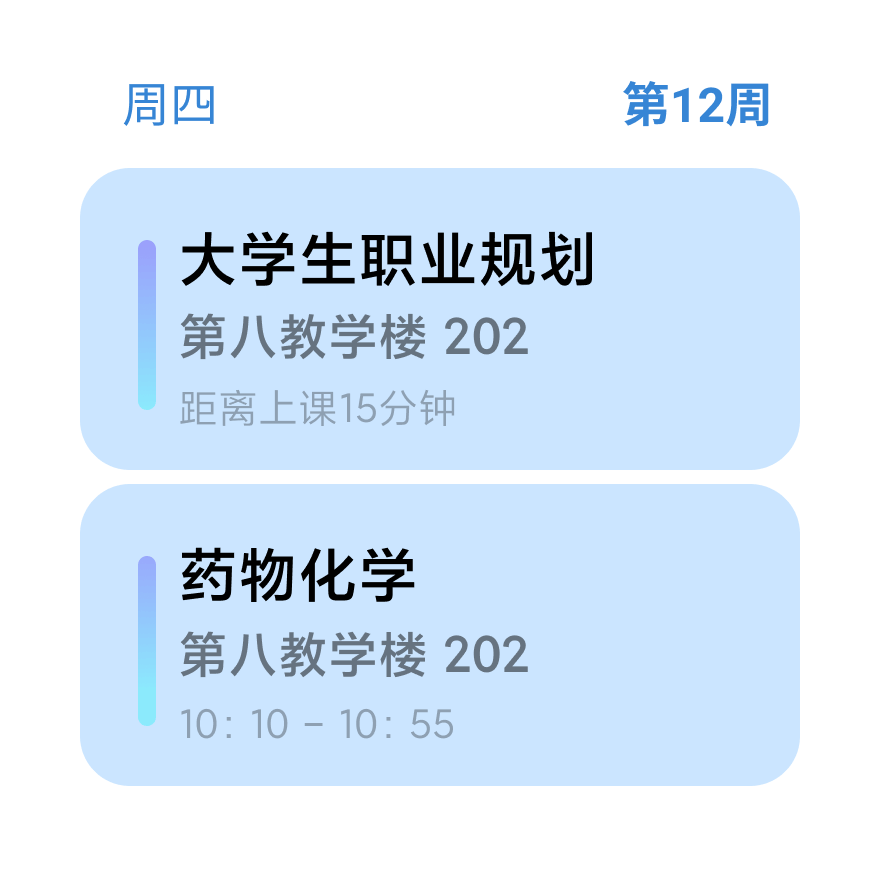 周四
第12周
大学生职业规划
第八教学楼 202
距离上课15分钟
药物化学
第八教学楼 202
10：10 - 10：55